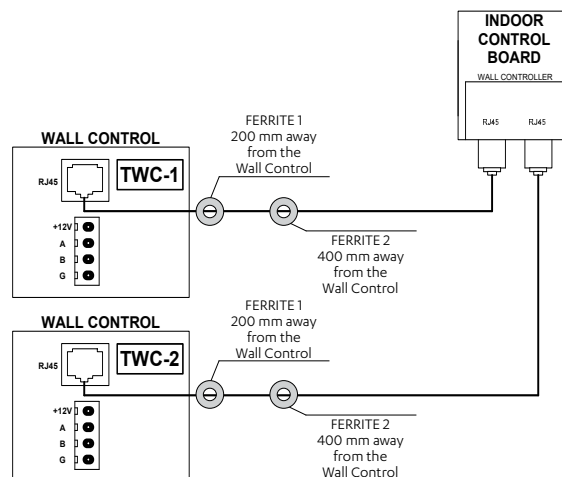 INDOOR
CONTROL
BOARD
WALL CONTROLLER
RJ45 RJ45
WALL CONTROL
RJ45
TWC-1
+12V
A
B
G
FERRITE 1
200 mm away
from the
Wall Control
FERRITE 2
400 mm away
from the
Wall Control
WALL CONTROL
RJ45
TWC-2
+12V
A
B
G
FERRITE 1
200 mm away
from the
Wall Control
FERRITE 2
400 mm away
from the
Wall Control